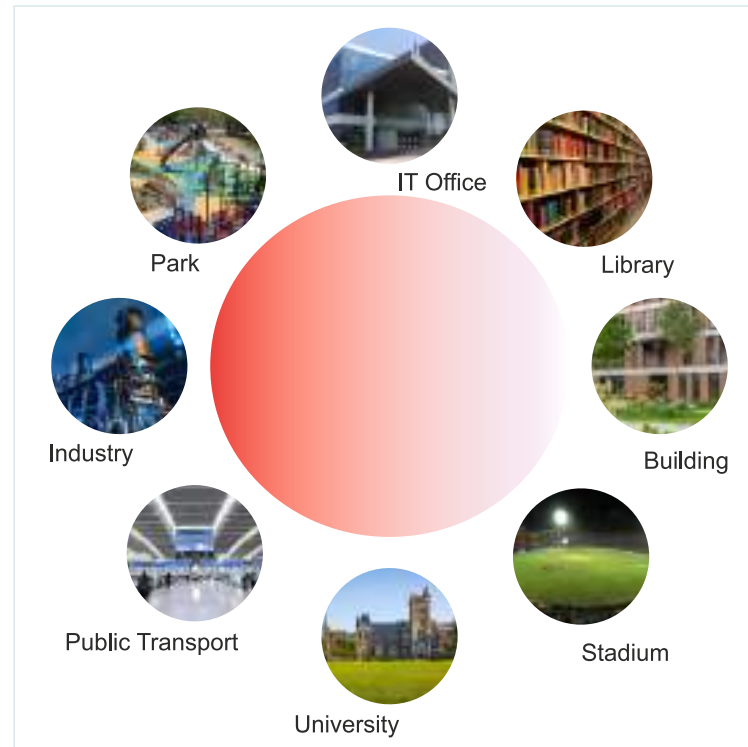 IT Office
Library
Park
Building
Industry
Stadium
Public Transport
University